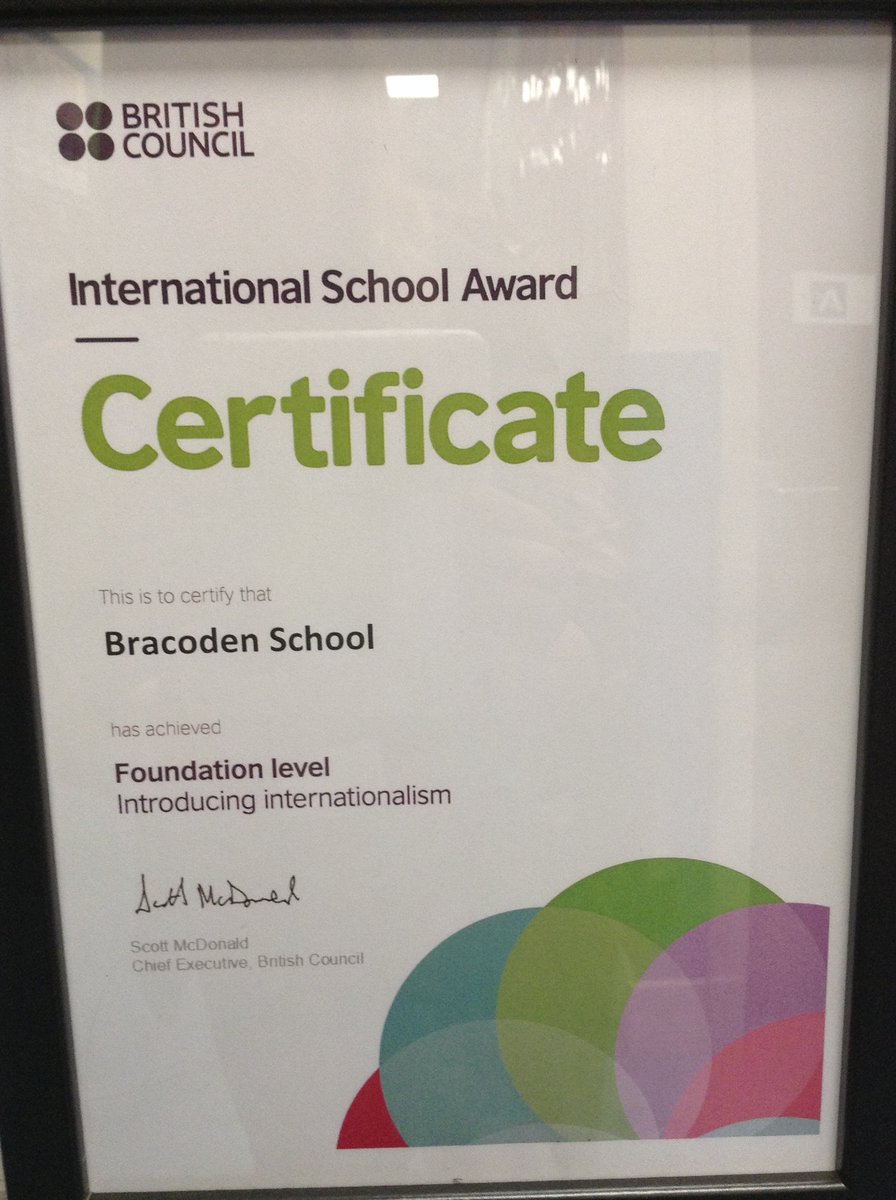 BRITISH
COUNCIL
International School Award
Certificate
This is to certify that
Bracoden School
has achieved
Foundation level
Introducing internationalism
Scott McDonald
Scott McDonald
Chief Executive, British Council